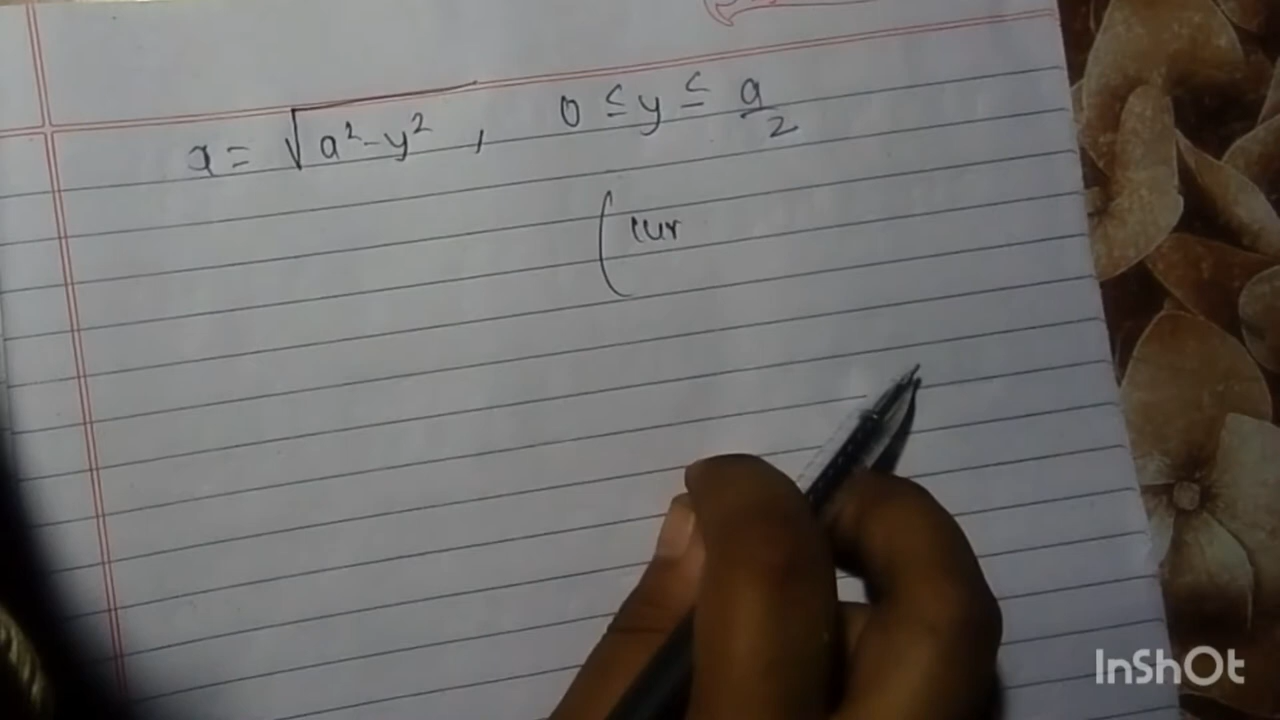 x = √a²-y² , 0 ≤ y ≤ a/2
( cur
InShOt